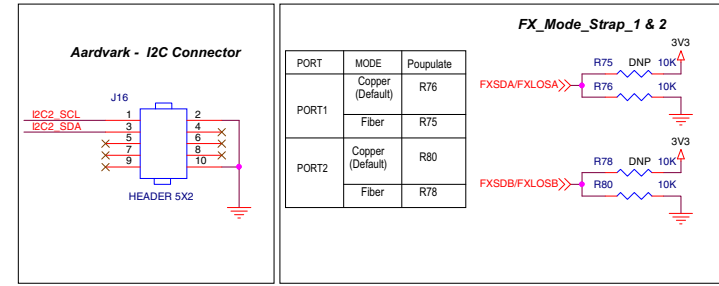 Aardvark - I2C Connector
J16
I2C2_SCL 1 2
I2C2_SDA 3 4
5 6
7 8
9 10
HEADER 5X2
FX_Mode_Strap_1 & 2
PORT MODE Poupulate
PORT1 Copper (Default) R76
Fiber R75
PORT2 Copper (Default) R80
Fiber R78
3V3
R75 DNP 10K
FXSDA/FXLOSA R76 10K
3V3
R78 DNP 10K
FXSDB/FXLOSB R80 10K